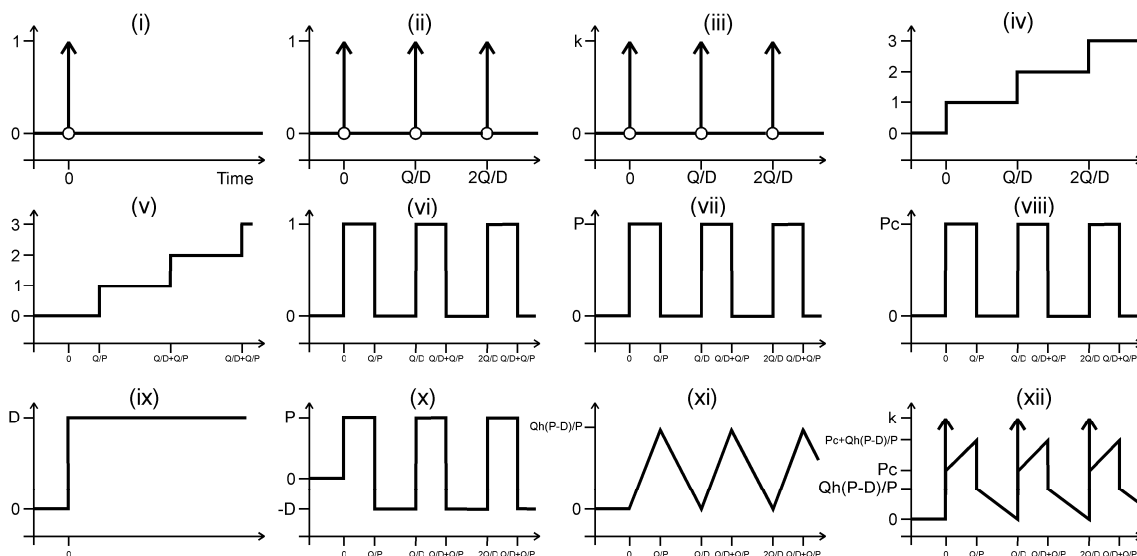 (i)
1
0
0 Time
(ii)
1
0
0 Q/D 2Q/D
(iii)
k
0
0 Q/D 2Q/D
(iv)
3
2
1
0
0 Q/D 2Q/D
(v)
3
2
1
0
0 Q/P Q/D+Q/P Q/D+Q/P
(vi)
1
0
0 Q/P Q/D Q/D+Q/P 2Q/D Q/D+Q/P
(vii)
P
0
0 Q/P Q/D Q/D+Q/P 2Q/D Q/D+Q/P
(viii)
Pc
0
0 Q/P Q/D Q/D+Q/P 2Q/D Q/D+Q/P
(ix)
D
0
0
(x)
P
0
-D
0 Q/P Q/D Q/D+Q/P 2Q/D Q/D+Q/P
(xi)
Qh(P-D)/P
0
0 Q/P Q/D Q/D+Q/P 2Q/D Q/D+Q/P
(xii)
k
Pc+Qh(P-D)/P
Pc
Qh(P-D)/P
0
0 Q/P Q/D Q/D+Q/P 2Q/D Q/D+Q/P